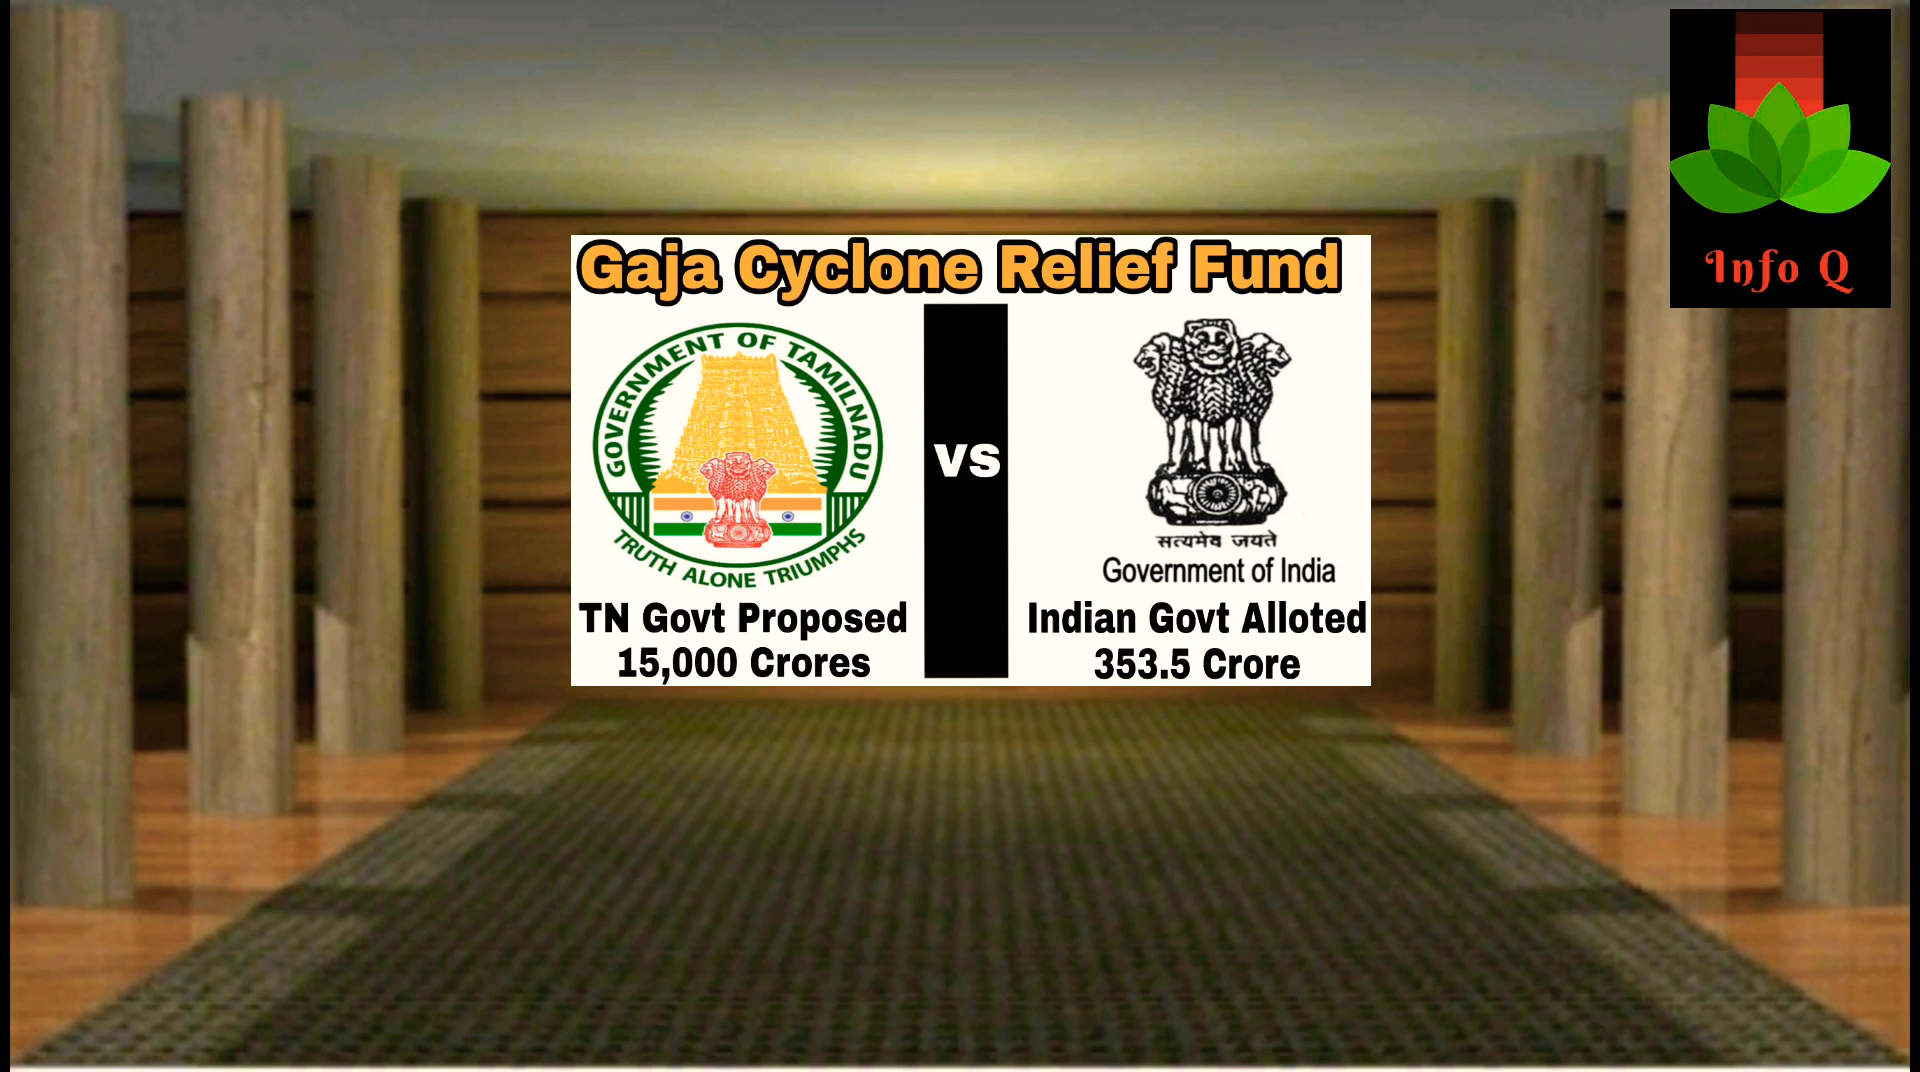 Gaja Cyclone Relief Fund
GOVERNMENT OF TAMILNADU
TRUTH ALONE TRIUMPHS
TN Govt Proposed
15,000 Crores
vs
सत्यमेव जयते
Government of India
Indian Govt Alloted
353.5 Crore
Info Q